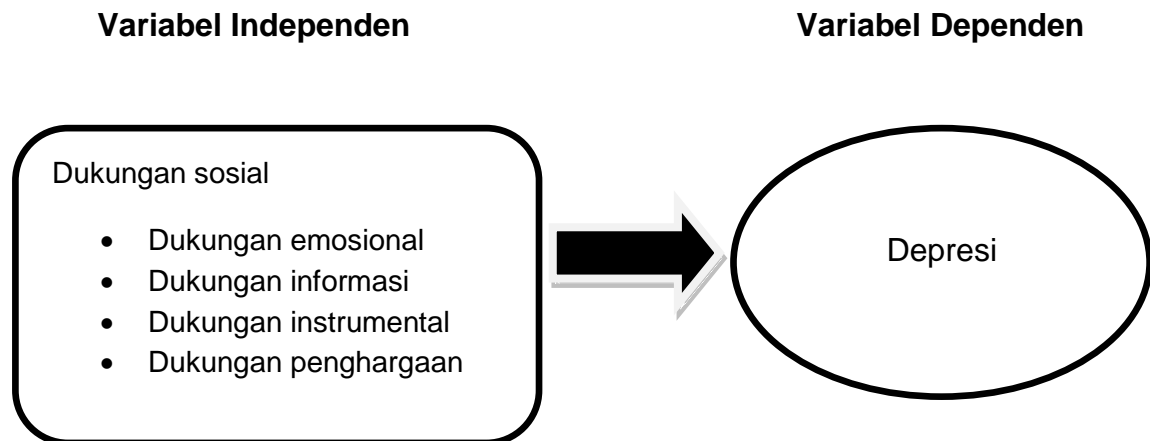 Variabel Independen
Variabel Dependen
Dukungan sosial
• Dukungan emosional
• Dukungan informasi
• Dukungan instrumental
• Dukungan penghargaan
Depresi